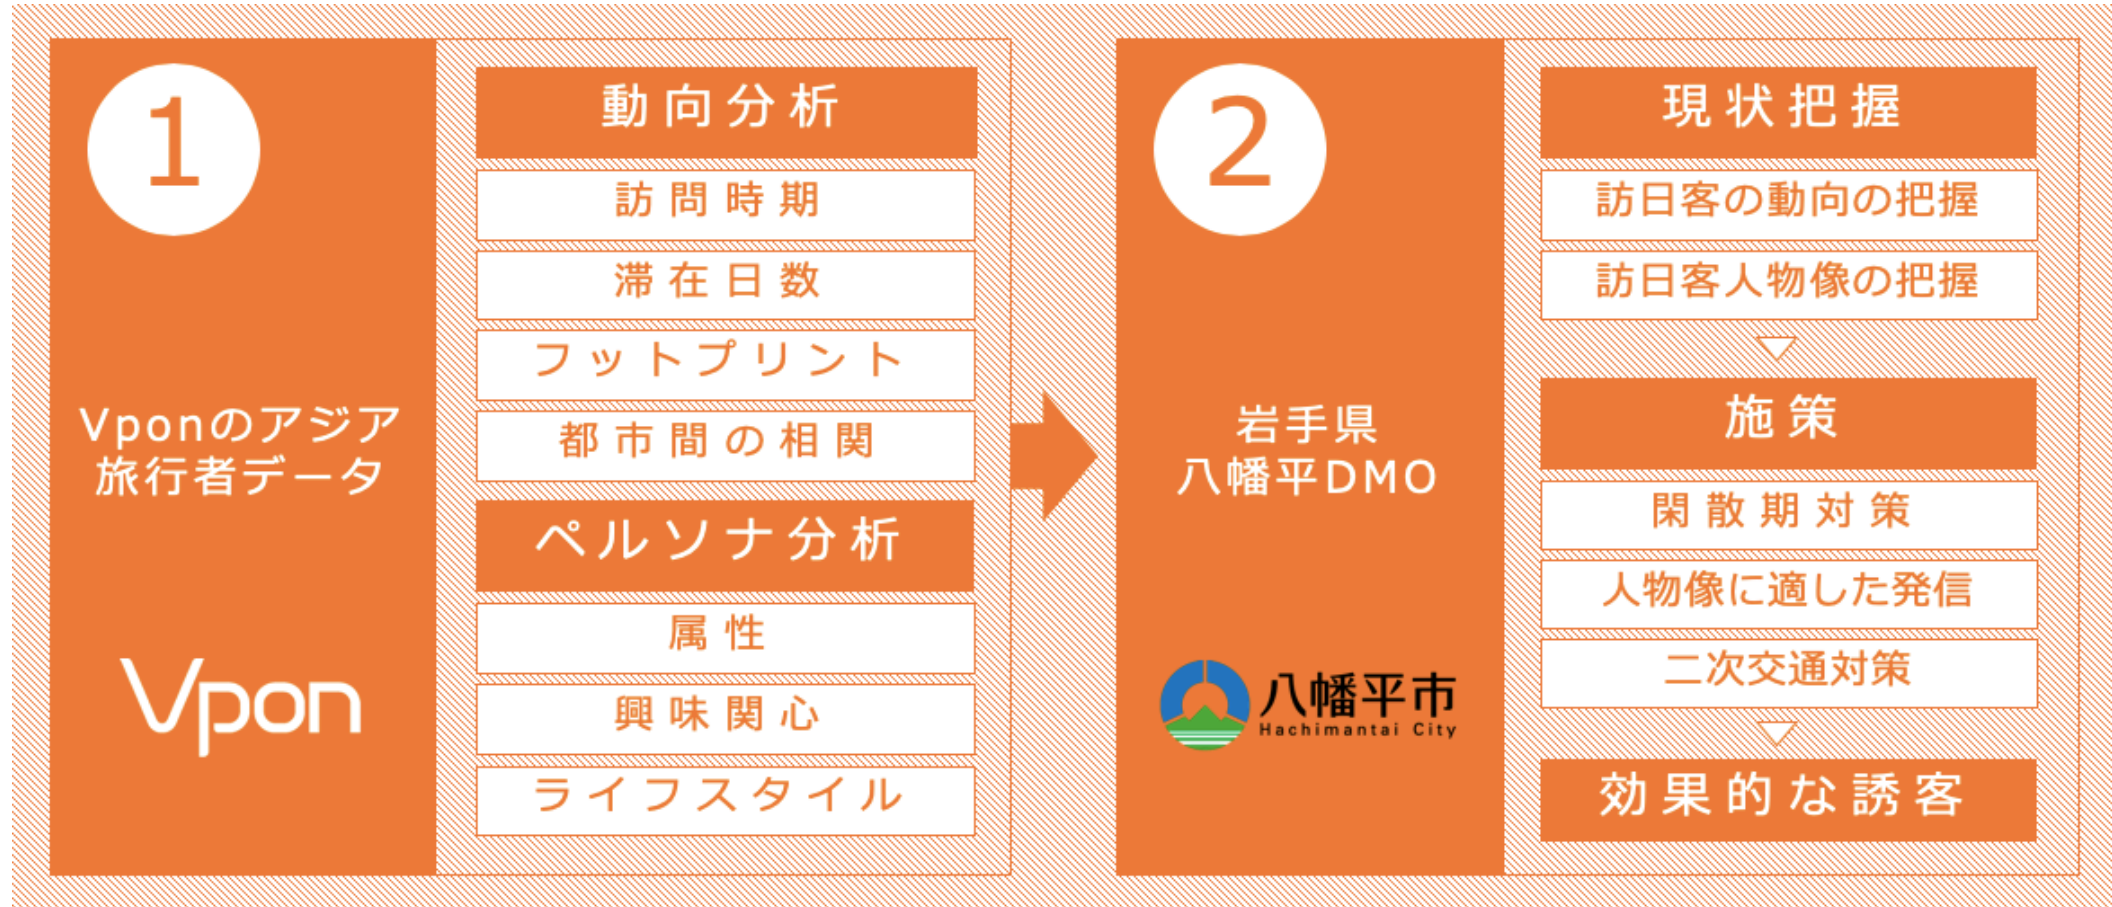 1
Vponのアジア
旅行者データ
Vpon
動向分析
訪問時期
滞在日数
フットプリント
都市間の相関
ペルソナ分析
属性
興味関心
ライフスタイル
2
岩手県
八幡平DMO
八幡平市
Hachimantai City
現状把握
訪日客の動向の把握
訪日客人物像の把握
施策
閑散期対策
人物像に適した発信
二次交通対策
効果的な誘客